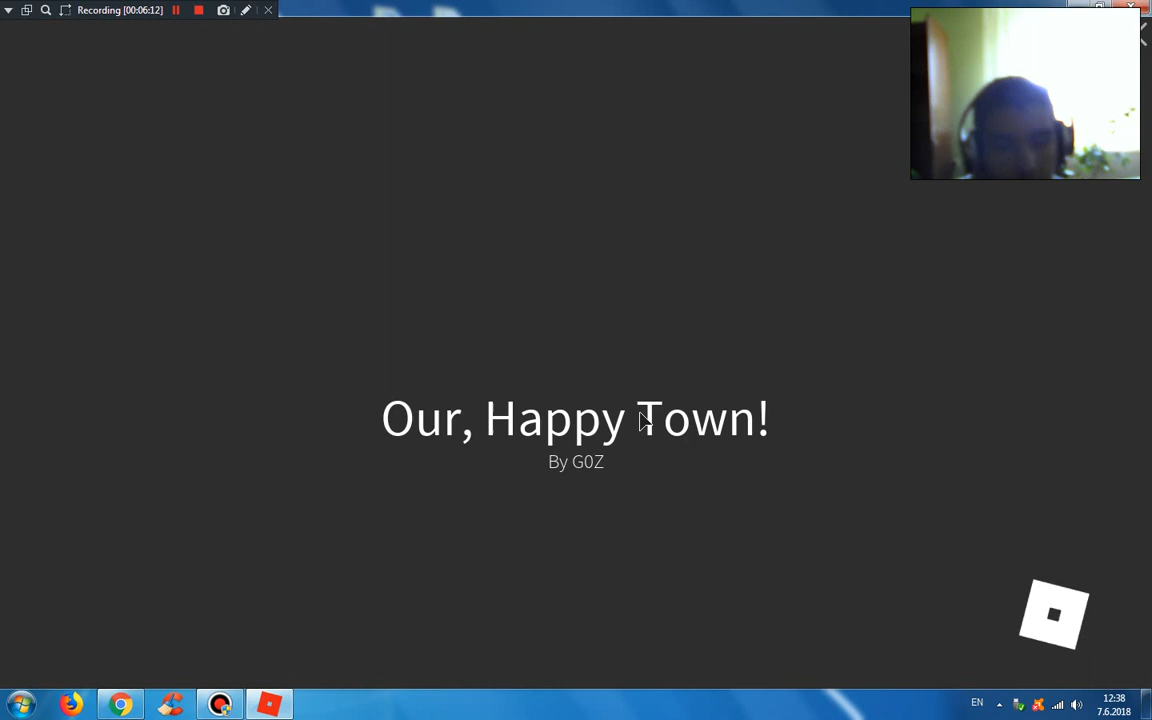 Recording [00:06:12]
Our, Happy Town!
By G0Z
EN
12:38
7.6.2018